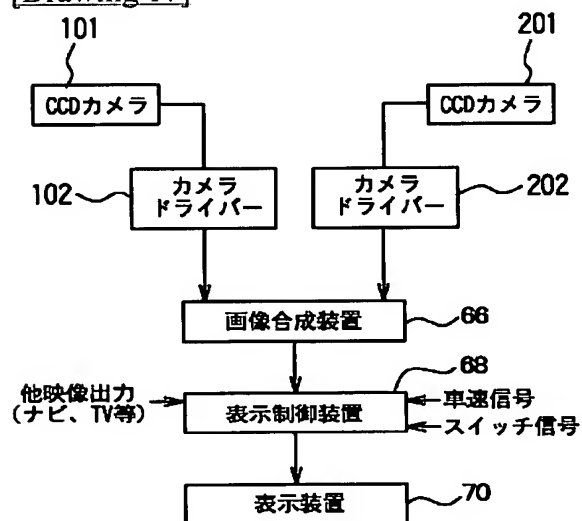 101
201
CCDカメラ
CCDカメラ
102
カメラ
ドライバー
カメラ
ドライバー
202
画像合成装置
66
68
他映像出力
(ナビ、TV等)
表示制御装置
車速信号
スイッチ信号
表示装置
70